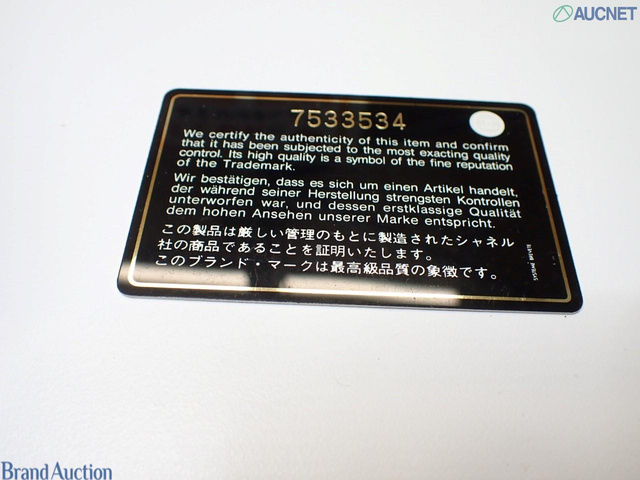 AUCNET
7533534
We certify the authenticity of this item and confirm
that it has been subjected to the most exacting quality
control. Its high quality is a symbol of the fine reputation
of the Trademark.
Wir bestätigen, dass es sich um einen Artikel handelt,
der während seiner Herstellung strengsten Kontrollen
unterworfen war, und dessen erstklassige Qualität
dem hohen Ansehen unserer Marke entspricht.
この製品は厳しい管理のもとに製造されたシャネル
社の商品であることを証明いたします。
このブランド・マークは最高級品質の象徴です。
SYSTEME BREVETE
Brand Auction